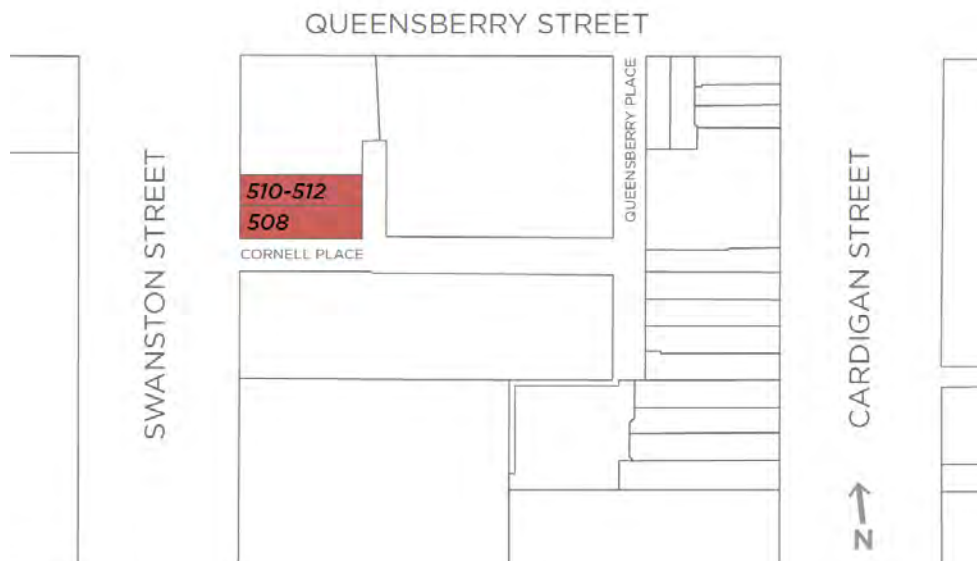 QUEENSBERRY STREET
QUEENSBERRY PLACE
SWANSTON STREET
510-512
508
CORNELL PLACE
CARDIGAN STREET
N